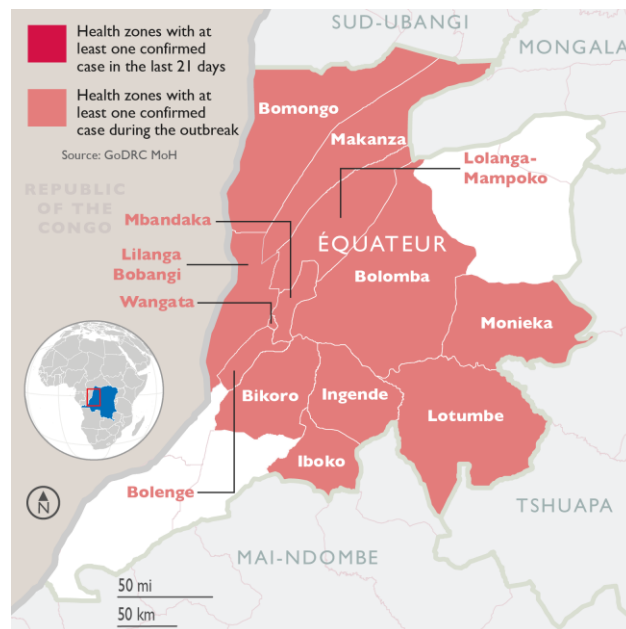 Health zones with at
least one confirmed
case in the last 21 days
Health zones with at
least one confirmed
case during the outbreak
Source: GoDRC MoH
SUD-UBANGI
MONGALA
REPUBLIC
OF THE
CONGO
Bomongo
Makanza
Lolanga-
Mampoko
Mbandaka
ÉQUATEUR
Lilanga
Bobangi
Bolomba
Wangata
Monieka
Bikoro
Ingende
Lotumbe
Iboko
Bolenge
N
TSHUAPA
MAI-NDOMBE
50 mi
50 km